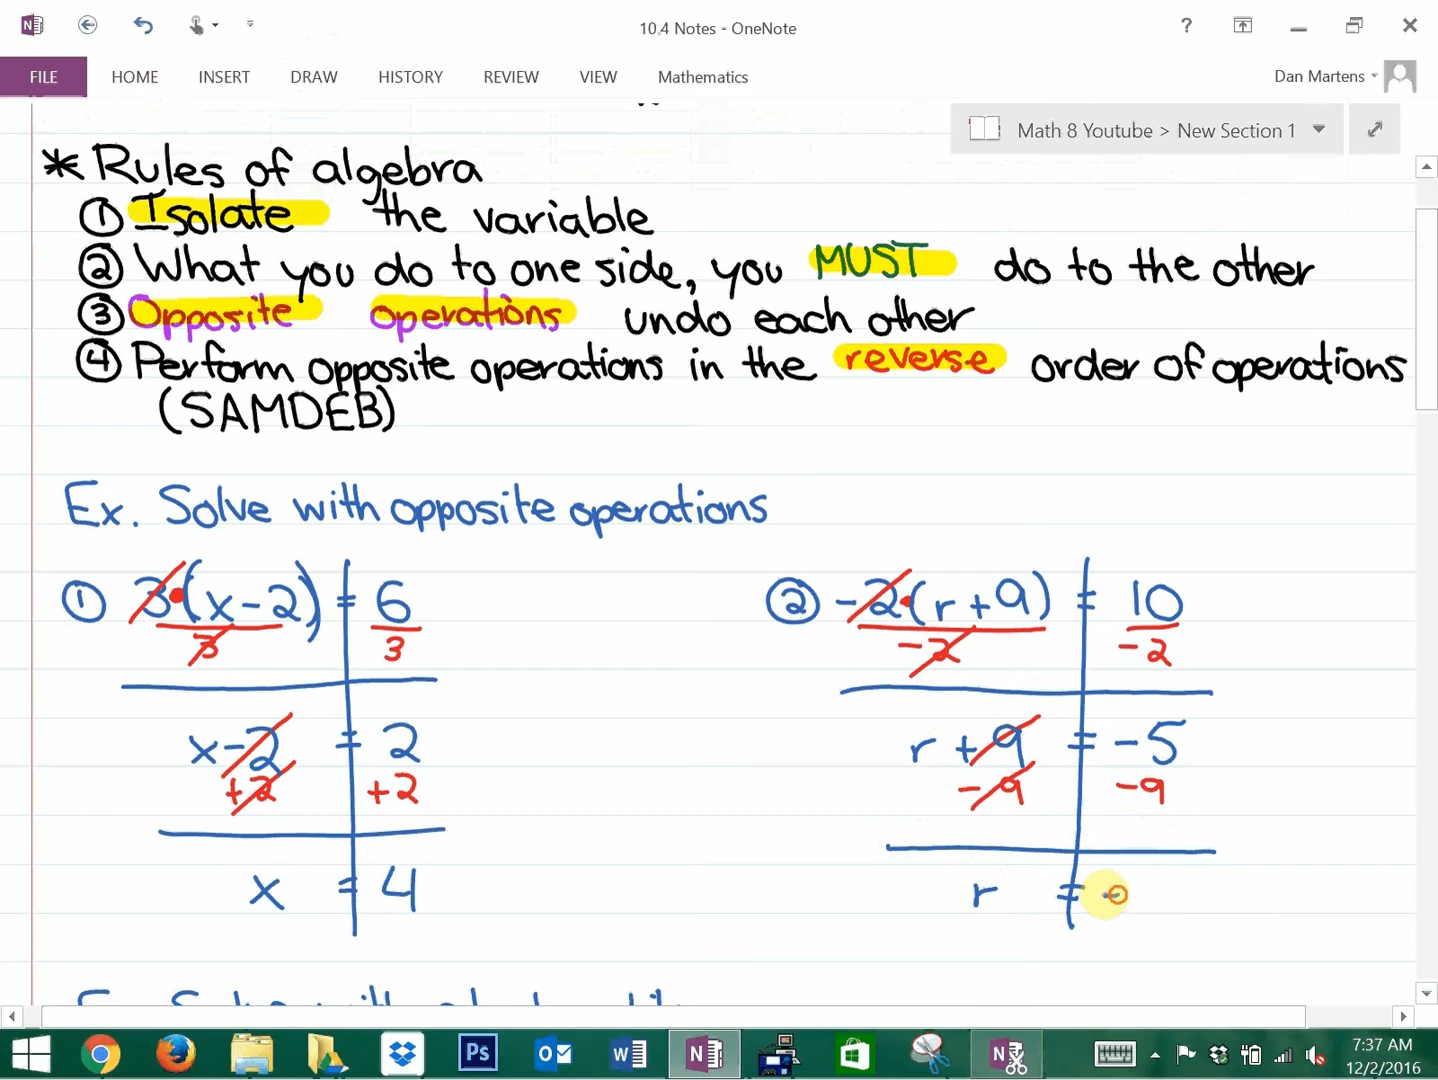 10.4 Notes - OneNote
?
FILE HOME INSERT DRAW HISTORY REVIEW VIEW Mathematics
Dan Martens
Math 8 Youtube > New Section 1
* Rules of algebra
① Isolate the variable
② What you do to one side, you MUST do to the other
③ Opposite operations undo each other
④ Perform opposite operations in the reverse order of operations
(SAMDEB)
Ex. Solve with opposite operations
① 3•(x-2) = 6
3 3
x-2 = 2
+2 +2
x = 4
② -2•(r+9) = 10
-2 -2
r +9 = -5
-9 -9
r = -
Ps
7:37 AM
12/2/2016